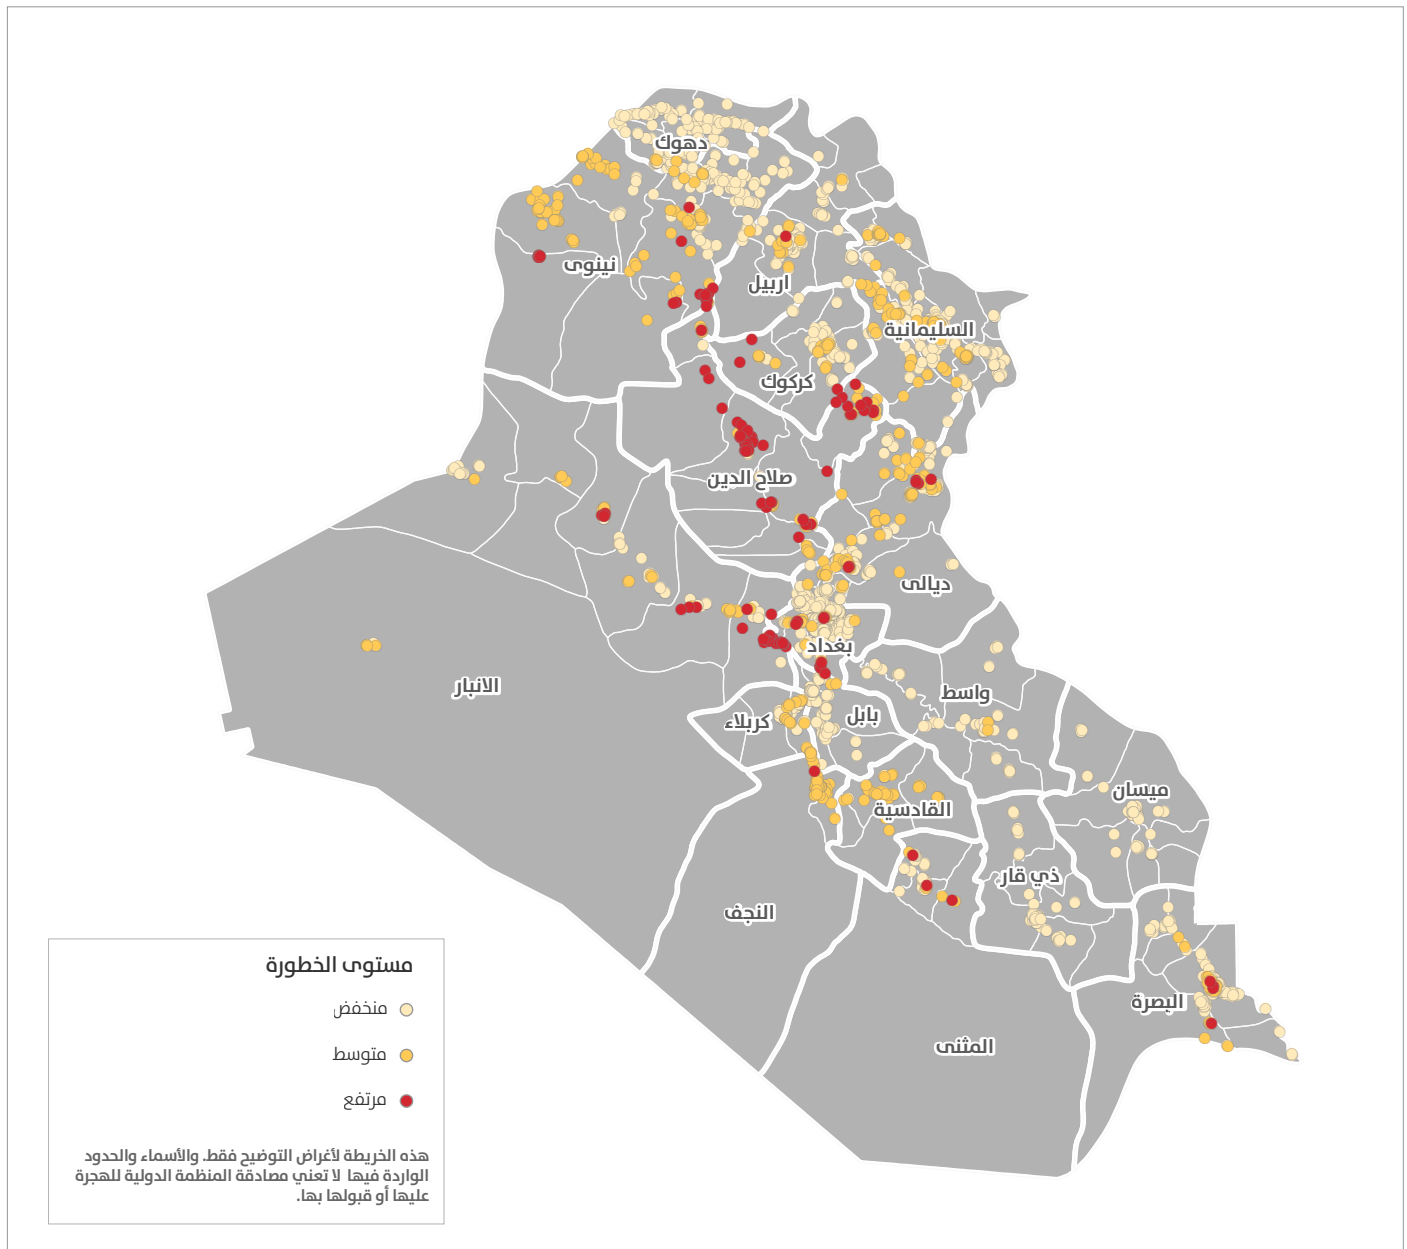 دهوك
نينوى
اربيل
السليمانية
كركوك
صلاح الدين
ديالى
بغداد
الانبار
واسط
بابل
كربلاء
ميسان
القادسية
ذي قار
النجف
البصرة
المثنى
مستوى الخطورة
منخفض
متوسط
مرتفع
هذه الخريطة لأغراض التوضيح فقط. والأسماء والحدود
الواردة فيها لا تعني مصادقة المنظمة الدولية للهجرة
عليها أو قبولها بها.